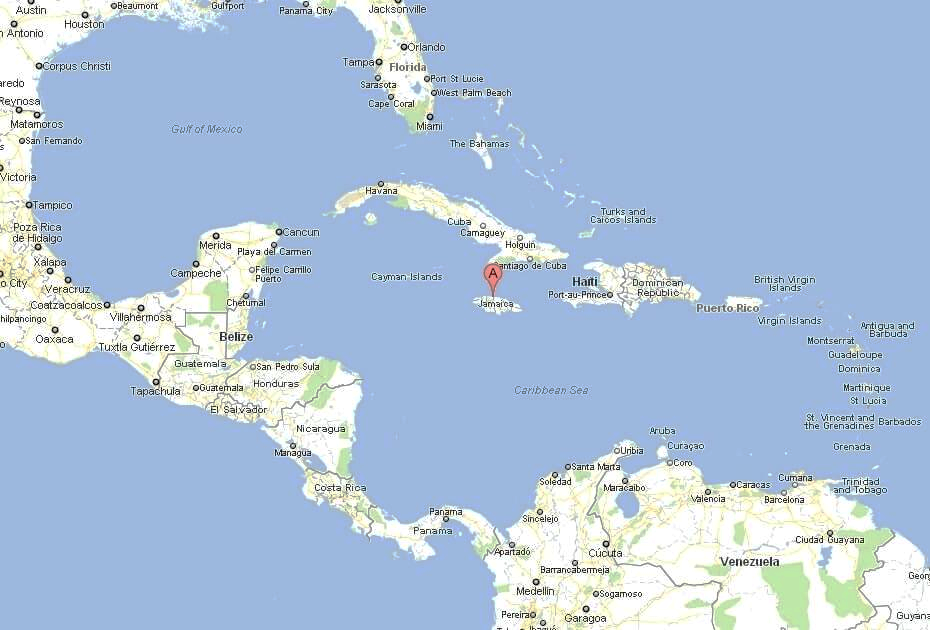 Austin
Beaumont
Houston
Gulfport
Panama City
Jacksonville
n Antonio
Orlando
Tampa
Florida
Corpus Christi
Port St Lucie
Sarasota
West Palm Beach
aredo
Cape Coral
Reynosa
Matamoros
Miami
Gulf of Mexico
San Fernando
The Bahamas
s
Victoria
Havana
Tampico
Turks and
Caicos Islands
Cuba
Camaguey
Poza Rica
de Hidalgo
Cancun
Merida
Holguin
Playa del Carmen
Xalapa
Santiago de Cuba
Campeche
Felipe Carrillo
Puerto
Cayman Islands
A
o City
Veracruz
Haiti
Dominican
Republic
British Virgin
Islands
Port-au-Prince
Chetumal
Jamaica
Coatzacoalcos
Puerto Rico
Villahermosa
hilpancingo
Virgin Islands
Antigua and
Barbuda
Oaxaca
Belize
Montserrat
o
Tuxtla Gutiérrez
Guadeloupe
Guatemala
San Pedro Sula
Dominica
Tapachula
Guatemala
Honduras
Caribbean Sea
Martinique
St Lucia
El Salvador
St. Vincent and
the Grenadines
Barbados
Nicaragua
Aruba
Managua
Uribia
Curaçao
Grenada
Santa Marta
Coro
Costa Rica
Soledad
Maracaibo
Caracas
Cumana
Trinidad
and Tobago
Valencia
Barcelona
Panama
Panama
Sincelejo
Ciudad Guayana
Apartadó
Cúcuta
Barrancabermeja
Venezuela
Medellin
Sogamoso
Geor
Pereira
Garagoa
Guyana
Ibagué